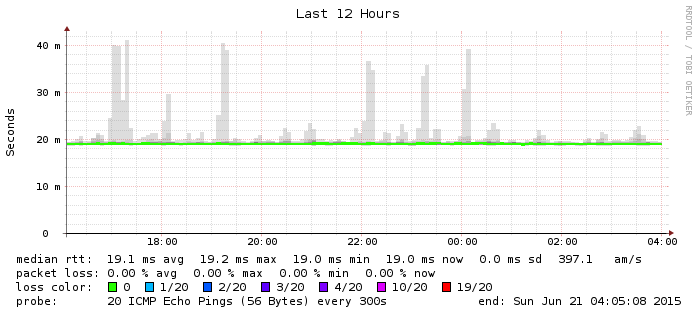 Last 12 Hours
RRDTOOL / TOBI OETIKER
Seconds
40 m
30 m
20 m
10 m
0
18:00 20:00 22:00 00:00 02:00 04:00
median rtt: 19.1 ms avg 19.2 ms max 19.0 ms min 19.0 ms now 0.0 ms sd 397.1 am/s
packet loss: 0.00 % avg 0.00 % max 0.00 % min 0.00 % now
loss color: 0 1/20 2/20 3/20 4/20 10/20 19/20
probe: 20 ICMP Echo Pings (56 Bytes) every 300s end: Sun Jun 21 04:05:08 2015